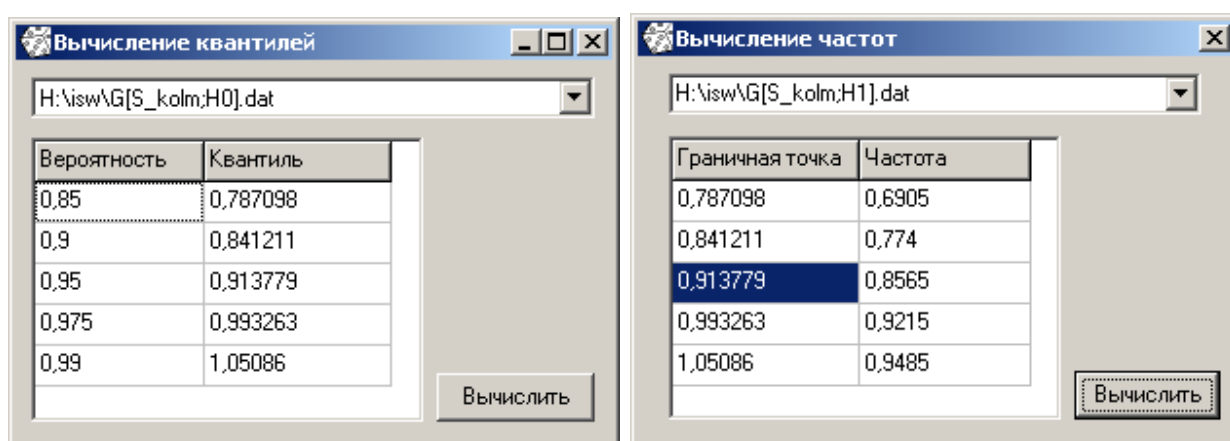 Вычисление квантилей
H:\isw\G[S_kolm;H0].dat
Вероятность Квантиль
0,85 0,787098
0,9 0,841211
0,95 0,913779
0,975 0,993263
0,99 1,05086
Вычислить
Вычисление частот
H:\isw\G[S_kolm;H1].dat
Граничная точка Частота
0,787098 0,6905
0,841211 0,774
0,913779 0,8565
0,993263 0,9215
1,05086 0,9485
Вычислить